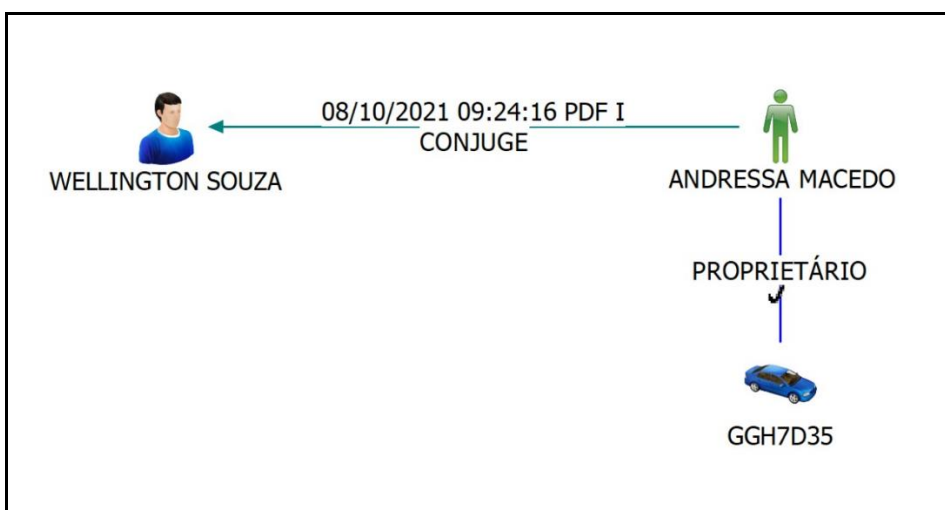 08/10/2021 09:24:16 PDF I
CONJUGE
WELLINGTON SOUZA
ANDRESSA MACEDO
PROPRIETÁRIO
GGH7D35